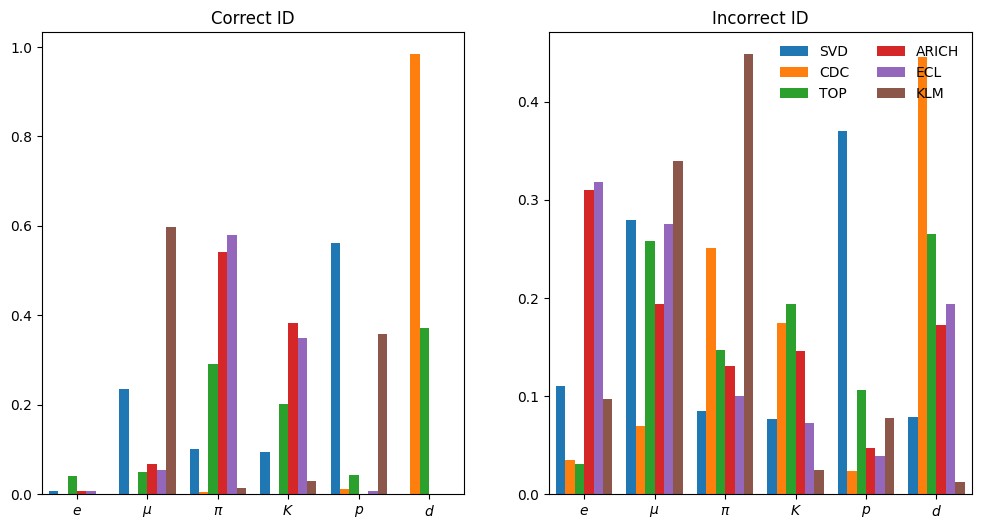 Correct ID
1.0
0.8
0.6
0.4
0.2
0.0
e μ π K p d
Incorrect ID
SVD ARICH
CDC ECL
TOP KLM
0.4
0.3
0.2
0.1
0.0
e μ π K p d